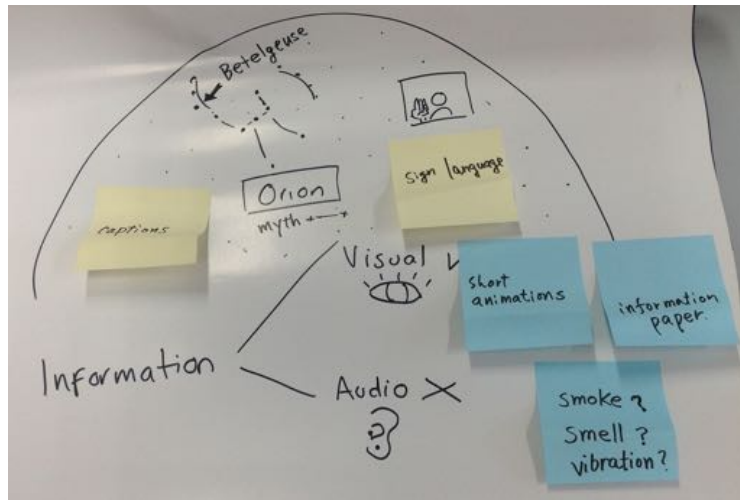 Betelgeuse
Orion
myth
sign language
captions
Visual
short
animations
information
paper.
Information
Audio
smoke ?
smell ?
vibration ?